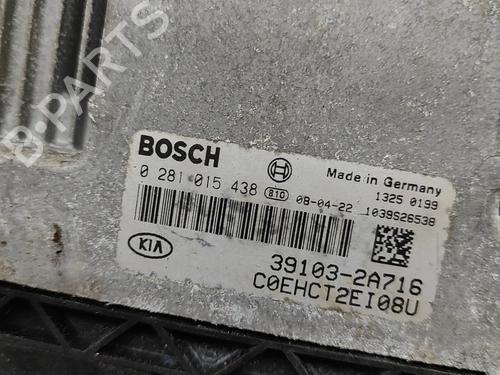 B-PARTS
BOSCH
Made in Germany
0 281 015 438 810 08-04-22
1325 0199
1039S26538
KIA
39103-2A716
C0EHCT2EI08U